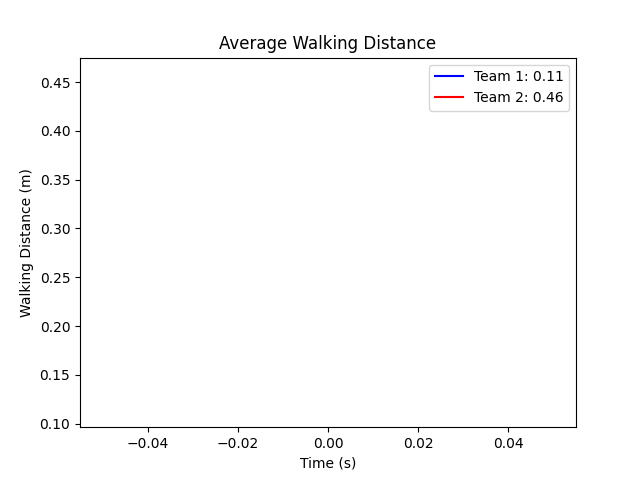 Average Walking Distance
Team 1: 0.11
Team 2: 0.46
Walking Distance (m)
0.45
0.40
0.35
0.30
0.25
0.20
0.15
0.10
−0.04
−0.02
0.00
0.02
0.04
Time (s)